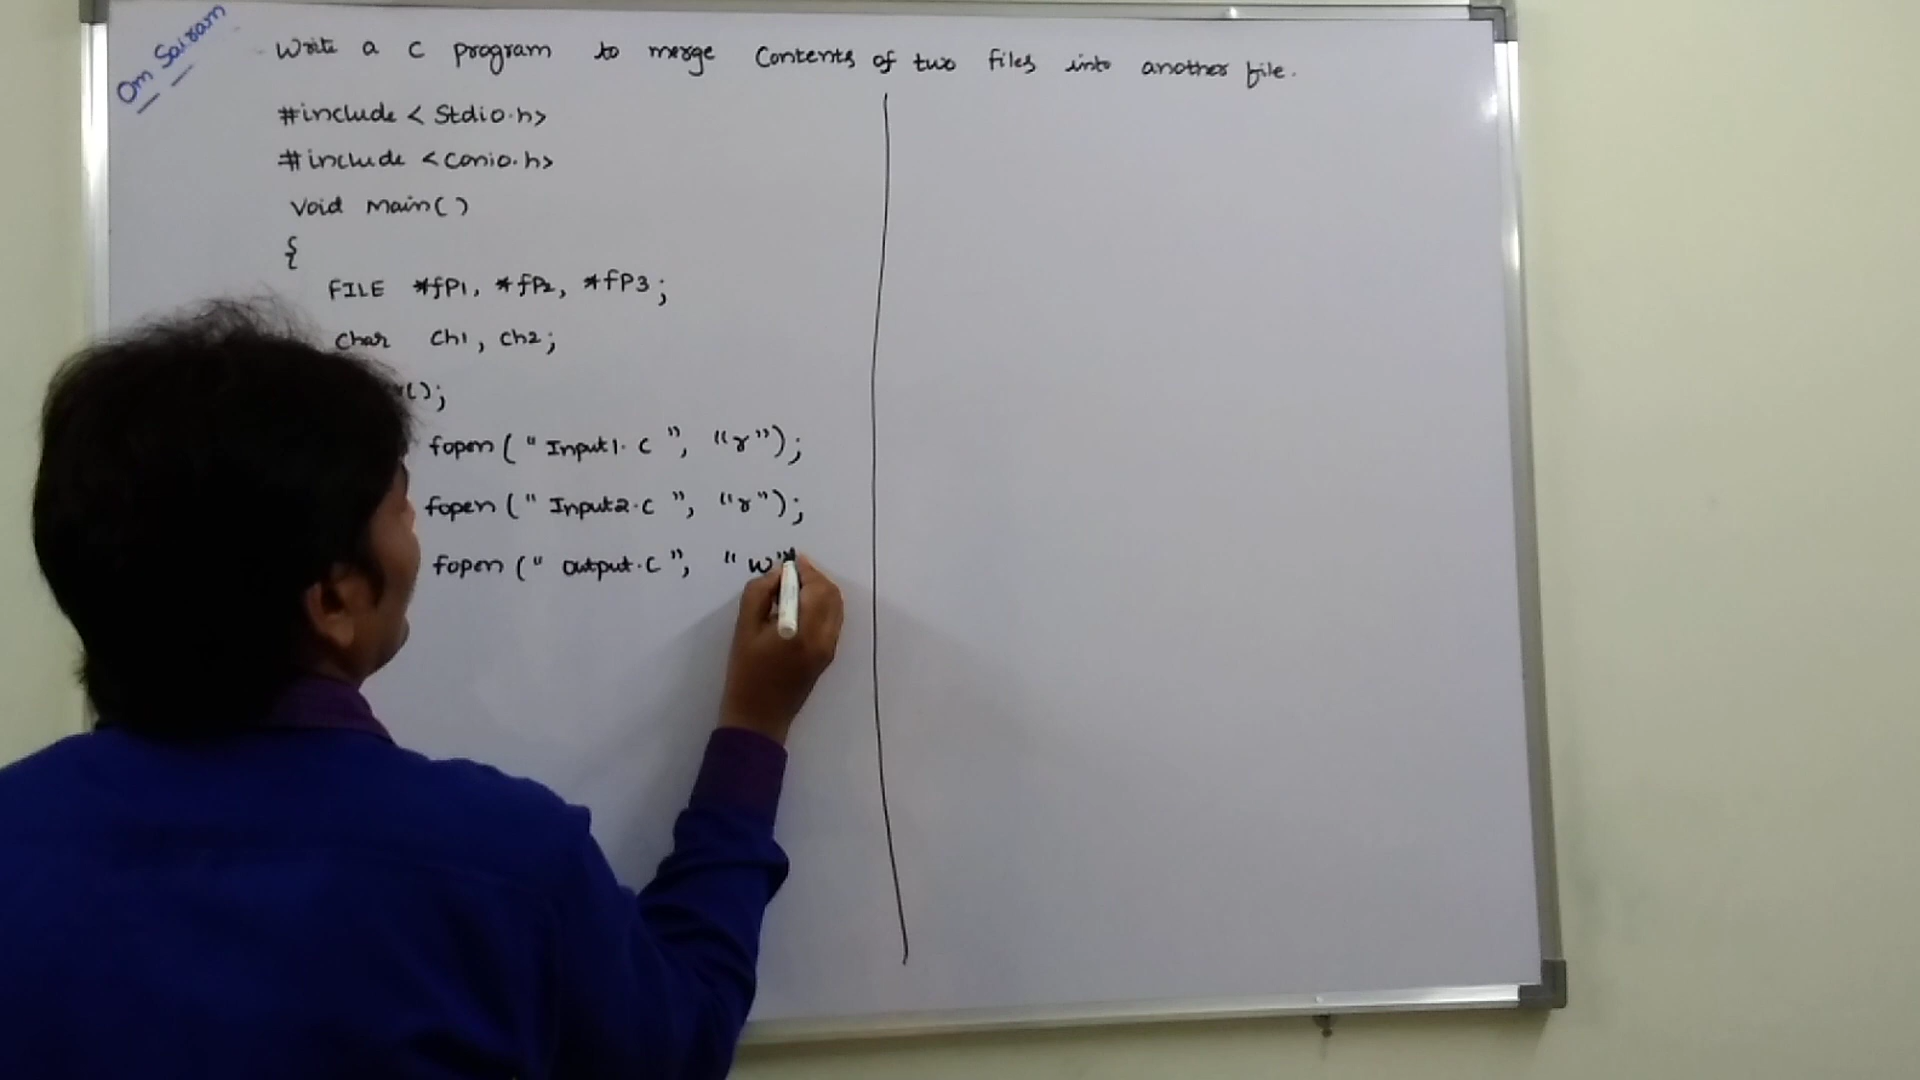 Om Sairam
Write a C program to merge Contents of two files into another file.
#include < Stdio.h>
#include <Conio.h>
Void main( )
{
FILE *fP1, *fP2, *fP3;
Char Ch1, Ch2;
();
fopen ( " Input1. C ", "r");
fopen ( " Input2.C ", "r");
fopen (" output.C ", " w"